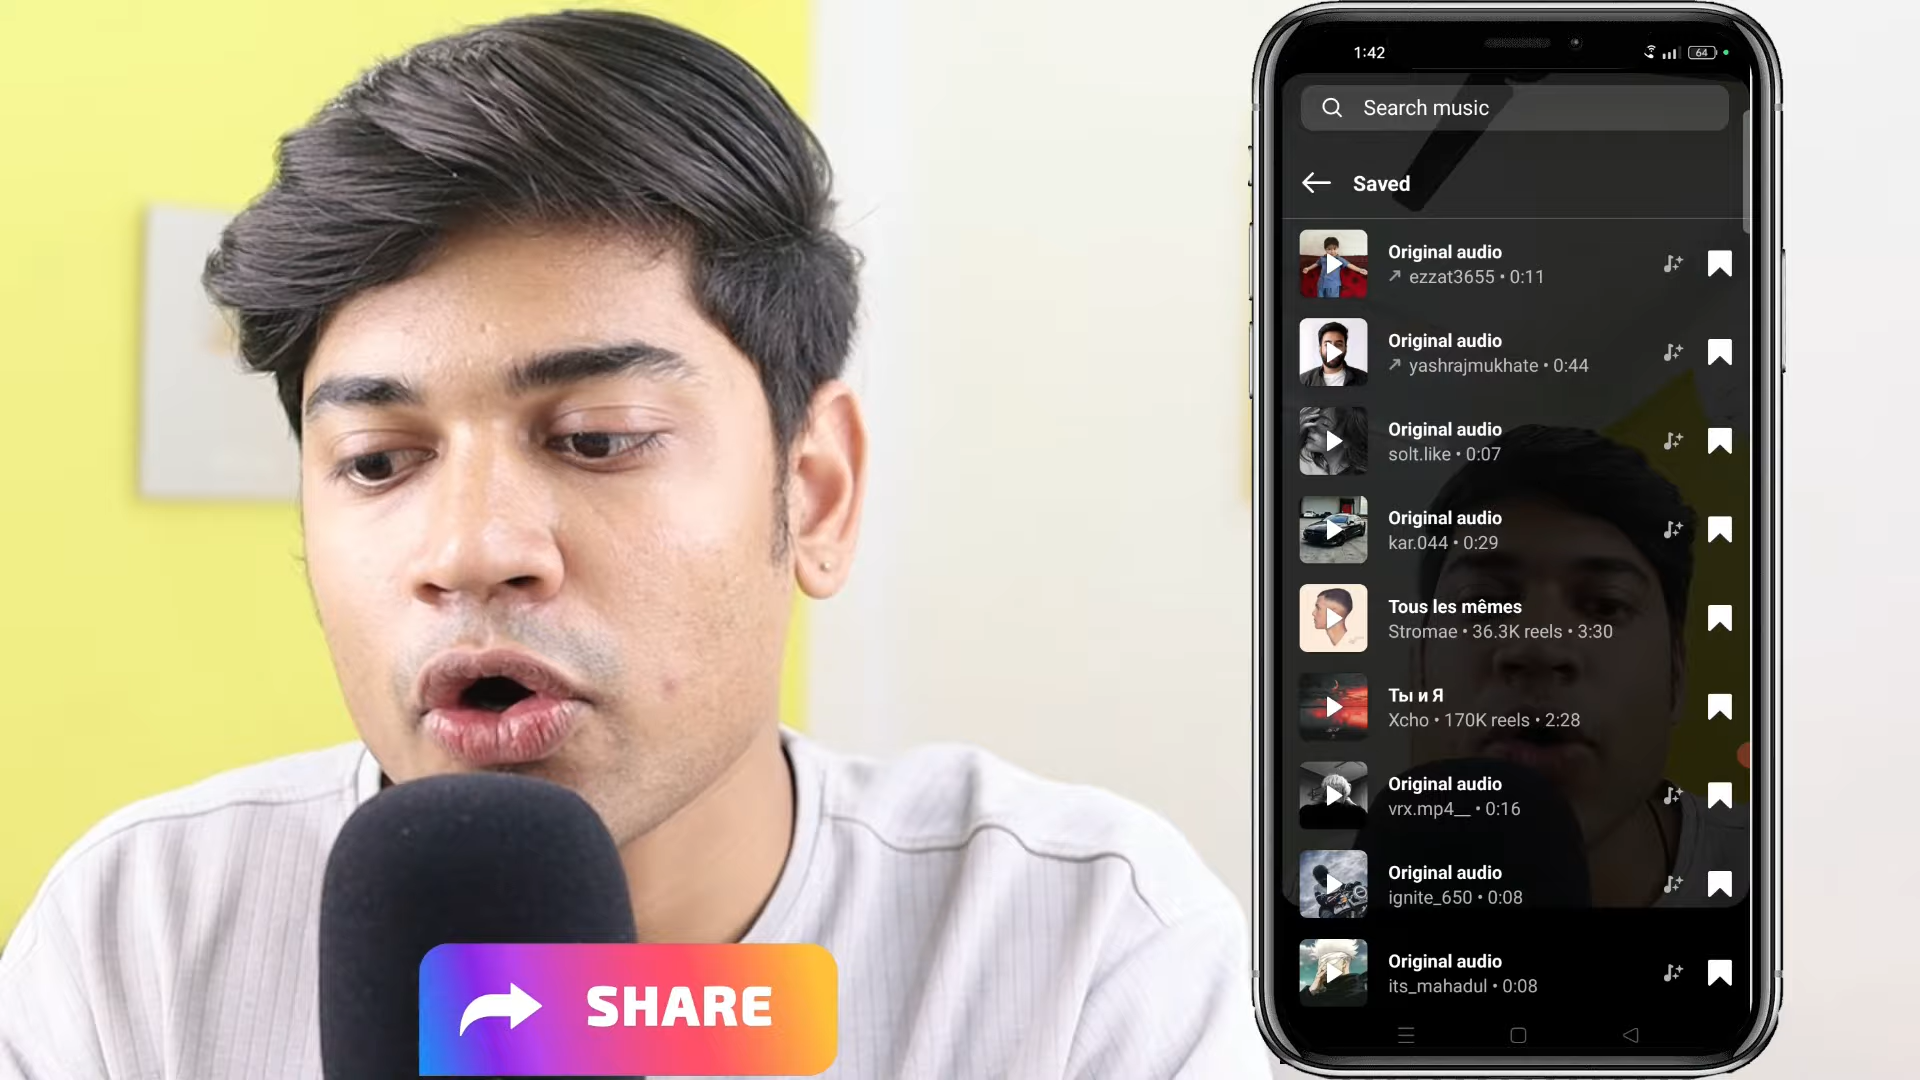 1:42
64
Search music
Saved
Original audio
ezzat3655 • 0:11
Original audio
yashrajmukhate • 0:44
Original audio
solt.like • 0:07
Original audio
kar.044 • 0:29
Tous les mêmes
Stromae • 36.3K reels • 3:30
Ты и Я
Xcho • 170K reels • 2:28
Original audio
vrx.mp4__ • 0:16
Original audio
ignite_650 • 0:08
Original audio
its_mahadul • 0:08
SHARE